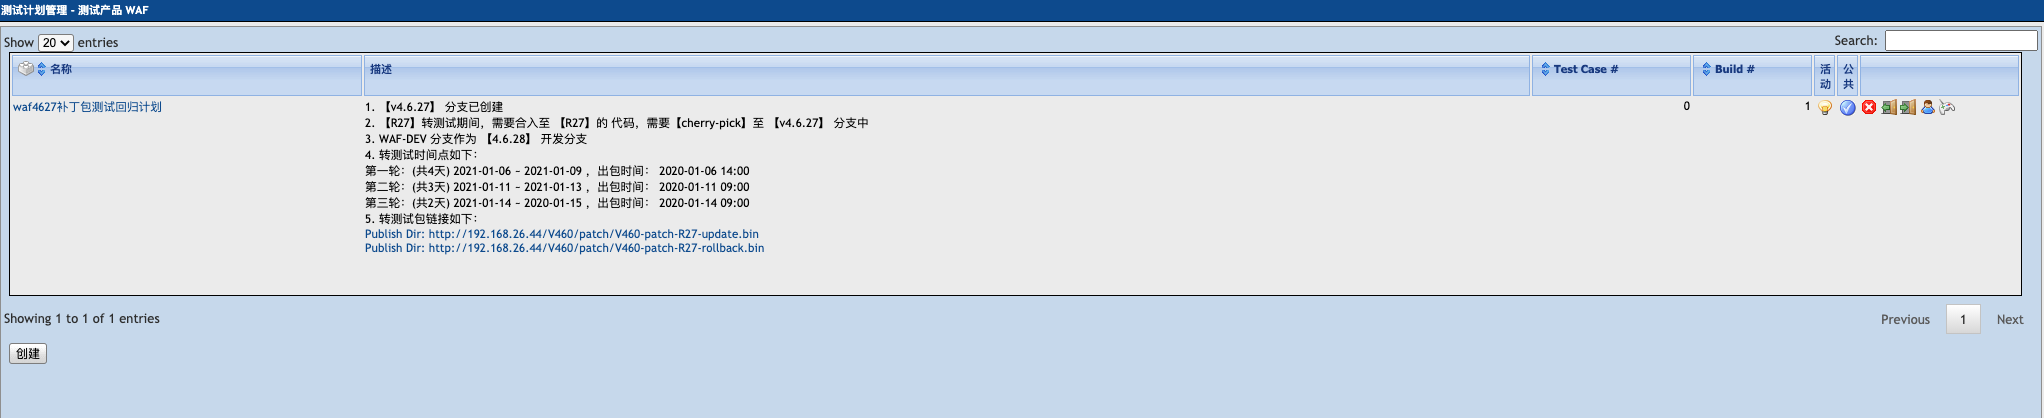 测试计划管理 - 测试产品 WAF
Show 20 entries
Search:
名称 描述 Test Case # Build # 活动 公共
waf4627补丁包测试回归计划
1. 【v4.6.27】 分支已创建
0 1
2. 【R27】转测试期间，需要合入至 【R27】的 代码，需要【cherry-pick】至 【v4.6.27】 分支中
3. WAF-DEV 分支作为 【4.6.28】 开发分支
4. 转测试时间点如下：
第一轮：(共4天) 2021-01-06 - 2021-01-09 ，出包时间： 2020-01-06 14:00
第二轮：(共3天) 2021-01-11 - 2021-01-13 ，出包时间： 2020-01-11 09:00
第三轮：(共2天) 2021-01-14 - 2020-01-15 ，出包时间： 2020-01-14 09:00
5. 转测试包链接如下：
Publish Dir: http://192.168.26.44/V460/patch/V460-patch-R27-update.bin
Publish Dir: http://192.168.26.44/V460/patch/V460-patch-R27-rollback.bin
Showing 1 to 1 of 1 entries
Previous 1 Next
创建